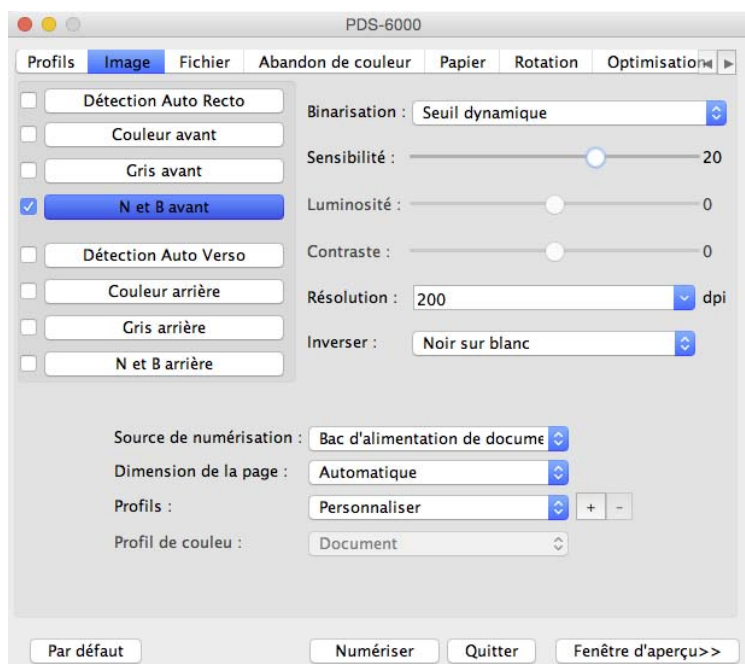 PDS-6000
Profils Image Fichier Abandon de couleur Papier Rotation Optimisation
Détection Auto Recto
Couleur avant
Gris avant
N et B avant
Détection Auto Verso
Couleur arrière
Gris arrière
N et B arrière
Binarisation : Seuil dynamique
Sensibilité : 20
Luminosité : 0
Contraste : 0
Résolution : 200 dpi
Inverser : Noir sur blanc
Source de numérisation : Bac d'alimentation de docume
Dimension de la page : Automatique
Profils : Personnaliser + -
Profil de couleu : Document
Par défaut Numériser Quitter Fenêtre d'aperçu>>